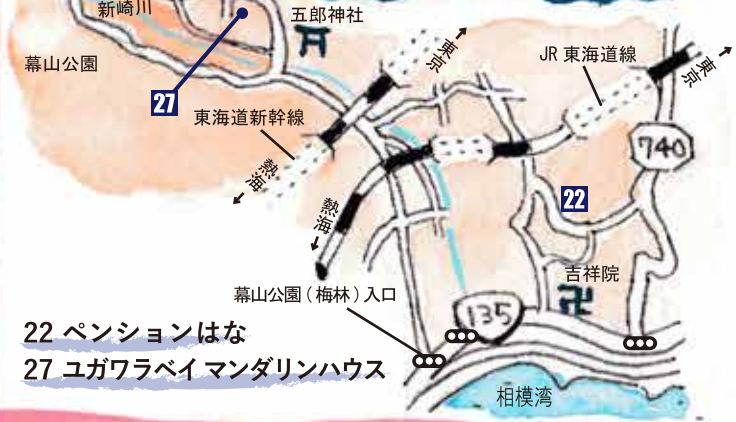 新崎川
五郎神社
幕山公園
27
東海道新幹線
東京
JR東海道線
東京
740
熱海
熱海
22
吉祥院
幕山公園(梅林)入口
135
22 ペンションはな
27 ユガワラベイマンダリンハウス
相模湾